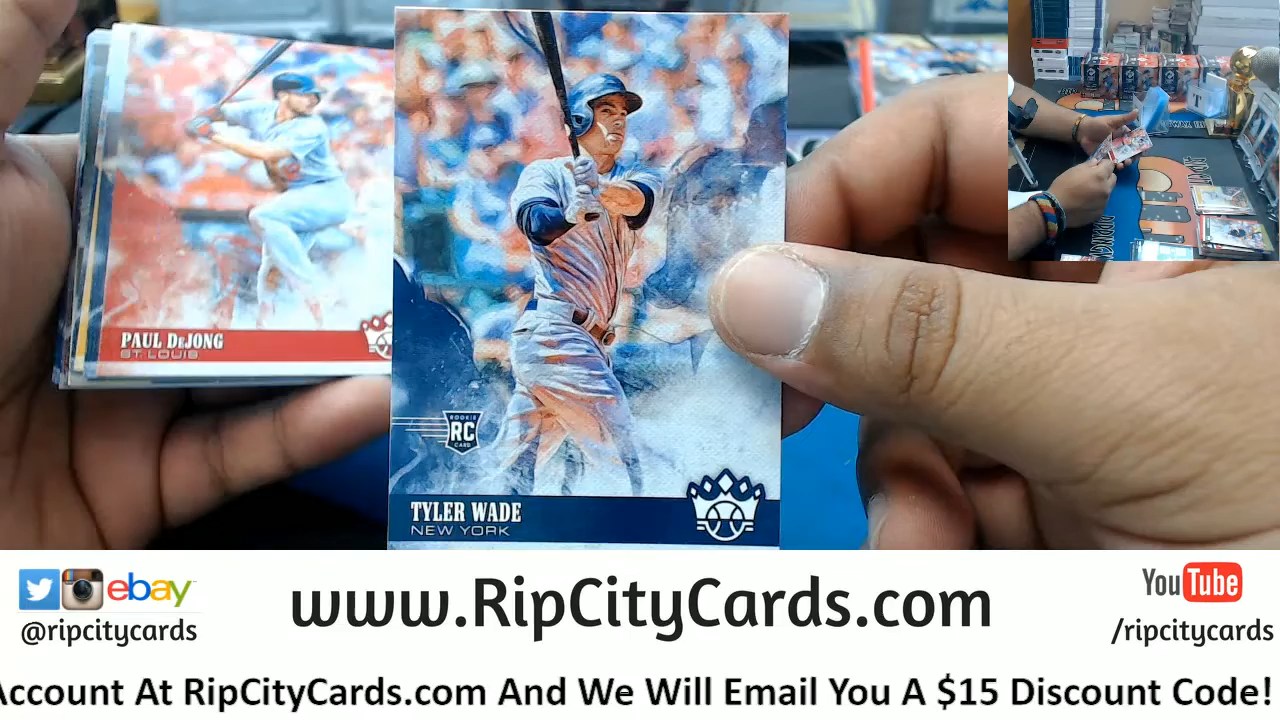 PAUL DeJONG
ST. LOUIS
ROOKIE
RC
CARD
TYLER WADE
NEW YORK
ebay
@ripcitycards
www.RipCityCards.com
YouTube
/ripcitycards
Account At RipCityCards.com And We Will Email You A $15 Discount Code!